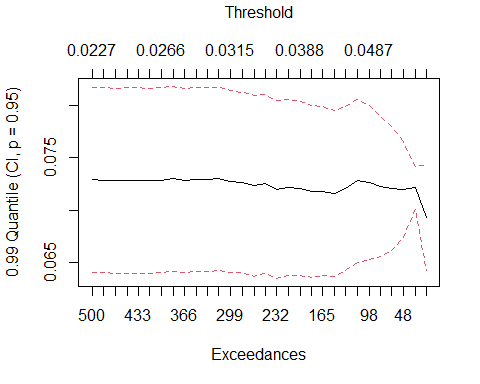 Threshold
0.0227 0.0266 0.0315 0.0388 0.0487
0.99 Quantile (CI, p = 0.95)
0.075
0.065
500 433 366 299 232 165 98 48
Exceedances